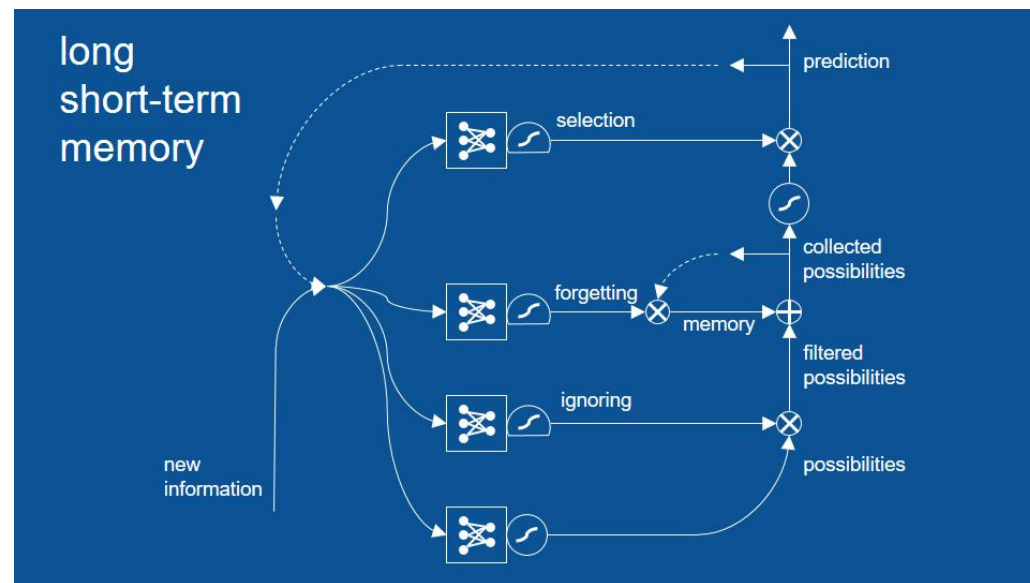 long
short-term
memory
prediction
selection
collected
possibilities
forgetting
memory
filtered
possibilities
ignoring
possibilities
new
information